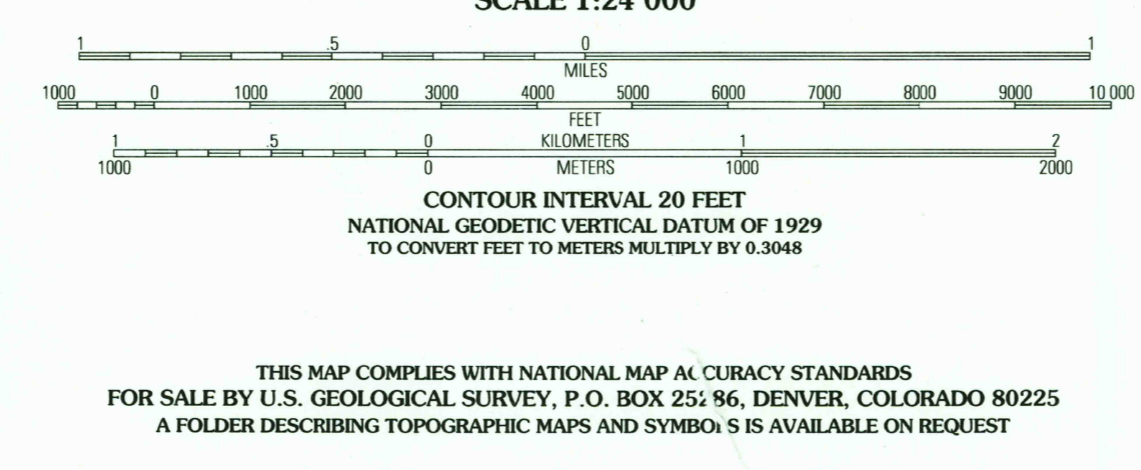 SCALE 1:24 000
1 .5 0 1
MILES
1000 0 1000 2000 3000 4000 5000 6000 7000 8000 9000 10 000
FEET
1 .5 0 KILOMETERS 1 2
1000 0 METERS 1000 2000
CONTOUR INTERVAL 20 FEET
NATIONAL GEODETIC VERTICAL DATUM OF 1929
TO CONVERT FEET TO METERS MULTIPLY BY 0.3048
THIS MAP COMPLIES WITH NATIONAL MAP ACCURACY STANDARDS
FOR SALE BY U.S. GEOLOGICAL SURVEY, P.O. BOX 25286, DENVER, COLORADO 80225
A FOLDER DESCRIBING TOPOGRAPHIC MAPS AND SYMBOLS IS AVAILABLE ON REQUEST